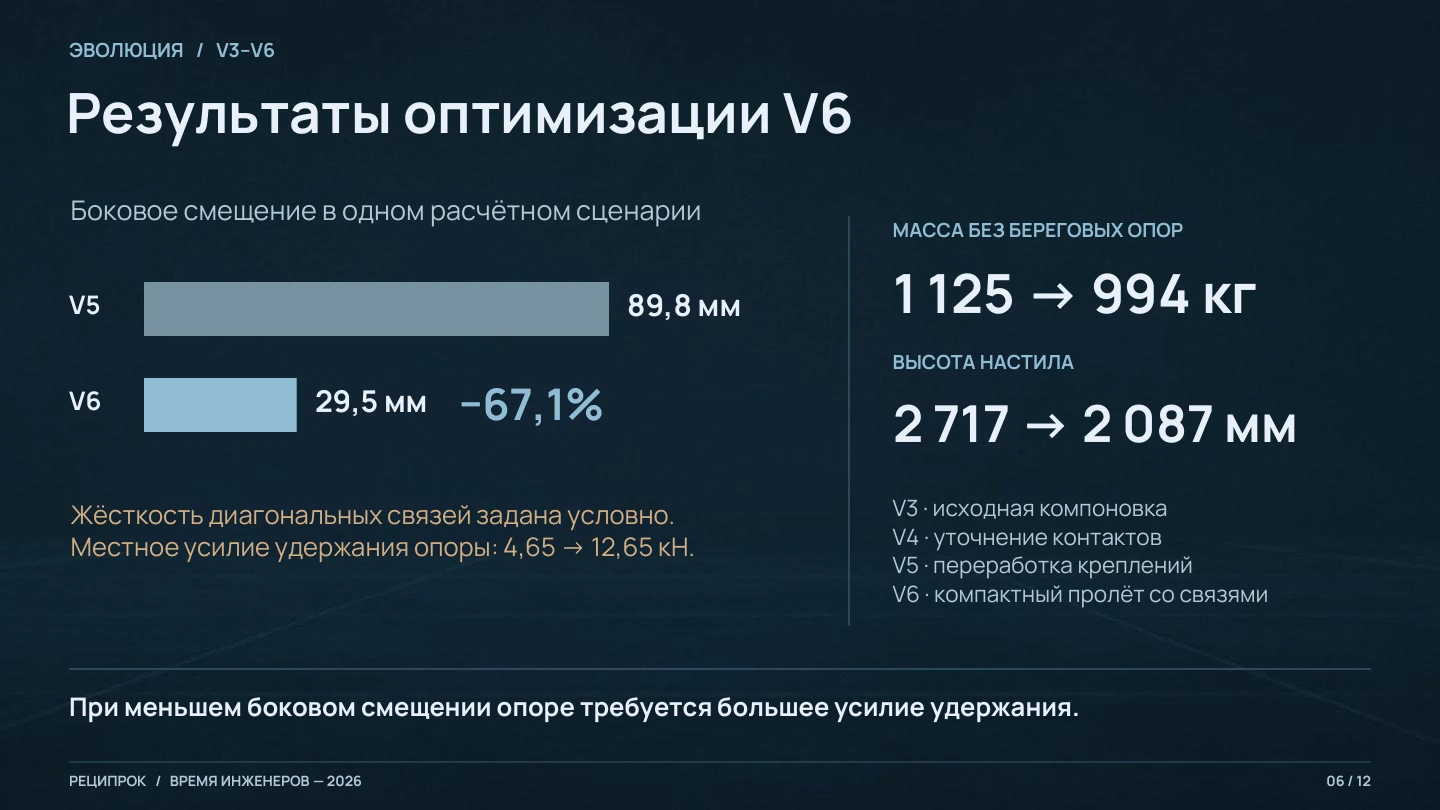 ЭВОЛЮЦИЯ / V3–V6
Результаты оптимизации V6
Боковое смещение в одном расчётном сценарии
V5 89,8 мм
V6 29,5 мм −67,1%
Жёсткость диагональных связей задана условно.
Местное усилие удержания опоры: 4,65 → 12,65 кН.
МАССА БЕЗ БЕРЕГОВЫХ ОПОР
1 125 → 994 кг
ВЫСОТА НАСТИЛА
2 717 → 2 087 мм
V3 · исходная компоновка
V4 · уточнение контактов
V5 · переработка креплений
V6 · компактный пролёт со связями
При меньшем боковом смещении опоре требуется большее усилие удержания.
РЕЦИПРОК / ВРЕМЯ ИНЖЕНЕРОВ — 2026
06 / 12